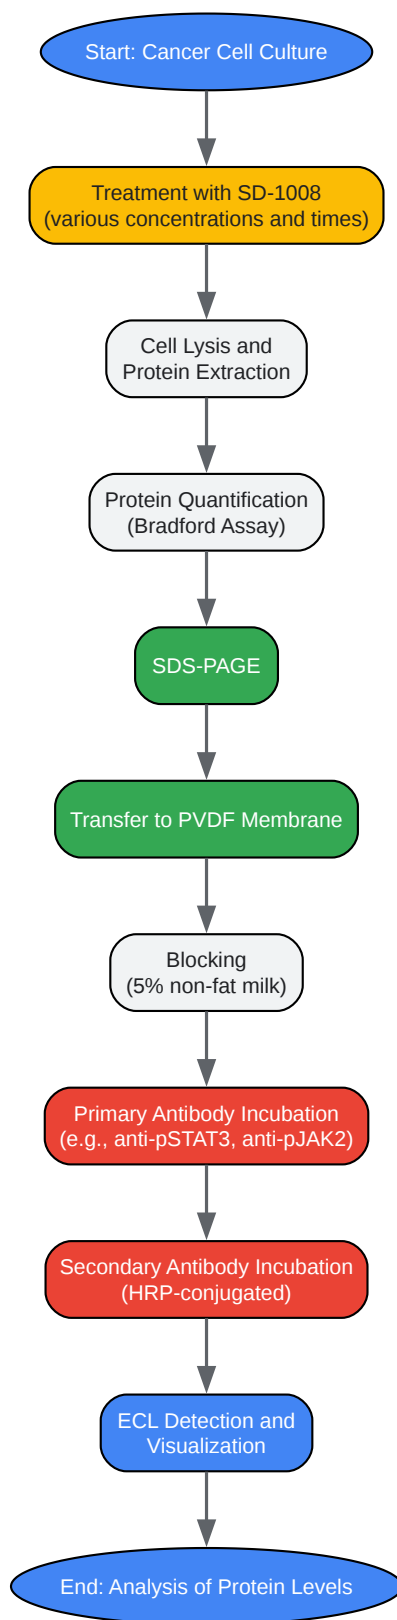 Start: Cancer Cell Culture
Treatment with SD-1008
(various concentrations and times)
Cell Lysis and
Protein Extraction
Protein Quantification
(Bradford Assay)
SDS-PAGE
Transfer to PVDF Membrane
Blocking
(5% non-fat milk)
Primary Antibody Incubation
(e.g., anti-pSTAT3, anti-pJAK2)
Secondary Antibody Incubation
(HRP-conjugated)
ECL Detection and
Visualization
End: Analysis of Protein Levels